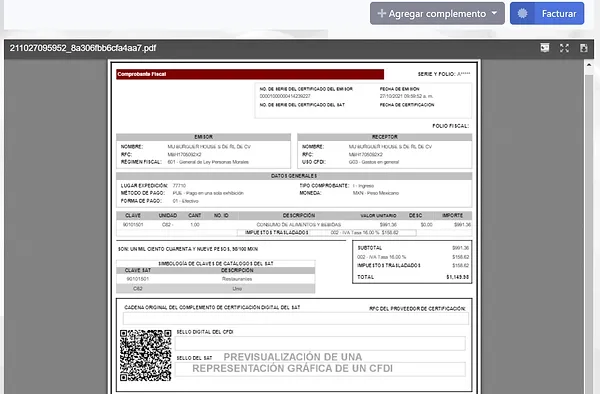 Agregar complemento
Facturar
211027095952_8a306fbb6cfa4aa7.pdf
Comprobante Fiscal
SERIE Y FOLIO: A*****
NO. DE SERIE DEL CERTIFICADO DEL EMISOR
FECHA DE EMISIÓN
27/10/2021 09:59:52 a. m.
NO. DE SERIE DEL CERTIFICADO DEL SAT
FECHA DE CERTIFICACIÓN
FOLIO FISCAL:
EMISOR
RECEPTOR
NOMBRE: MU BURGUER HOUSE S DE RL DE CV
NOMBRE: MU BURGUER HOUSE S DE RL DE CV
RFC:
RFC:
RÉGIMEN FISCAL: 601 - General de Ley Personas Morales
USO CFDI: G03 - Gastos en general
DATOS GENERALES
LUGAR EXPEDICIÓN: 77710
TIPO COMPROBANTE: I - Ingreso
MÉTODO DE PAGO: PUE - Pago en una sola exhibición
MONEDA: MXN - Peso Mexicano
FORMA DE PAGO: 01 - Efectivo
CLAVE UNIDAD CANT NO. ID DESCRIPCIÓN VALOR UNITARIO DESC IMPORTE
90101501 C62 - 1.00 CONSUMO DE ALIMENTOS Y BEBIDAS $991.36 $0.00 $991.36
IMPUESTOS TRASLADADOS 002 - IVA Tasa 16.00 % $158.62
SON: UN MIL CIENTO CUARENTA Y NUEVE PESOS, 98/100 MXN
SUBTOTAL $991.36
002 - IVA Tasa 16.00 % $158.62
IMPUESTOS TRASLADADOS $158.62
TOTAL $1,149.98
SIMBOLOGÍA DE CLAVES DE CATÁLOGOS DEL SAT
CLAVE SAT DESCRIPCIÓN
90101501 Restaurantes
C62 Uno
CADENA ORIGINAL DEL COMPLEMENTO DE CERTIFICACIÓN DIGITAL DEL SAT
RFC DEL PROVEEDOR DE CERTIFICACIÓN:
SELLO DIGITAL DEL CFDI
SELLO DEL SAT
PREVISUALIZACIÓN DE UNA
REPRESENTACIÓN GRÁFICA DE UN CFDI